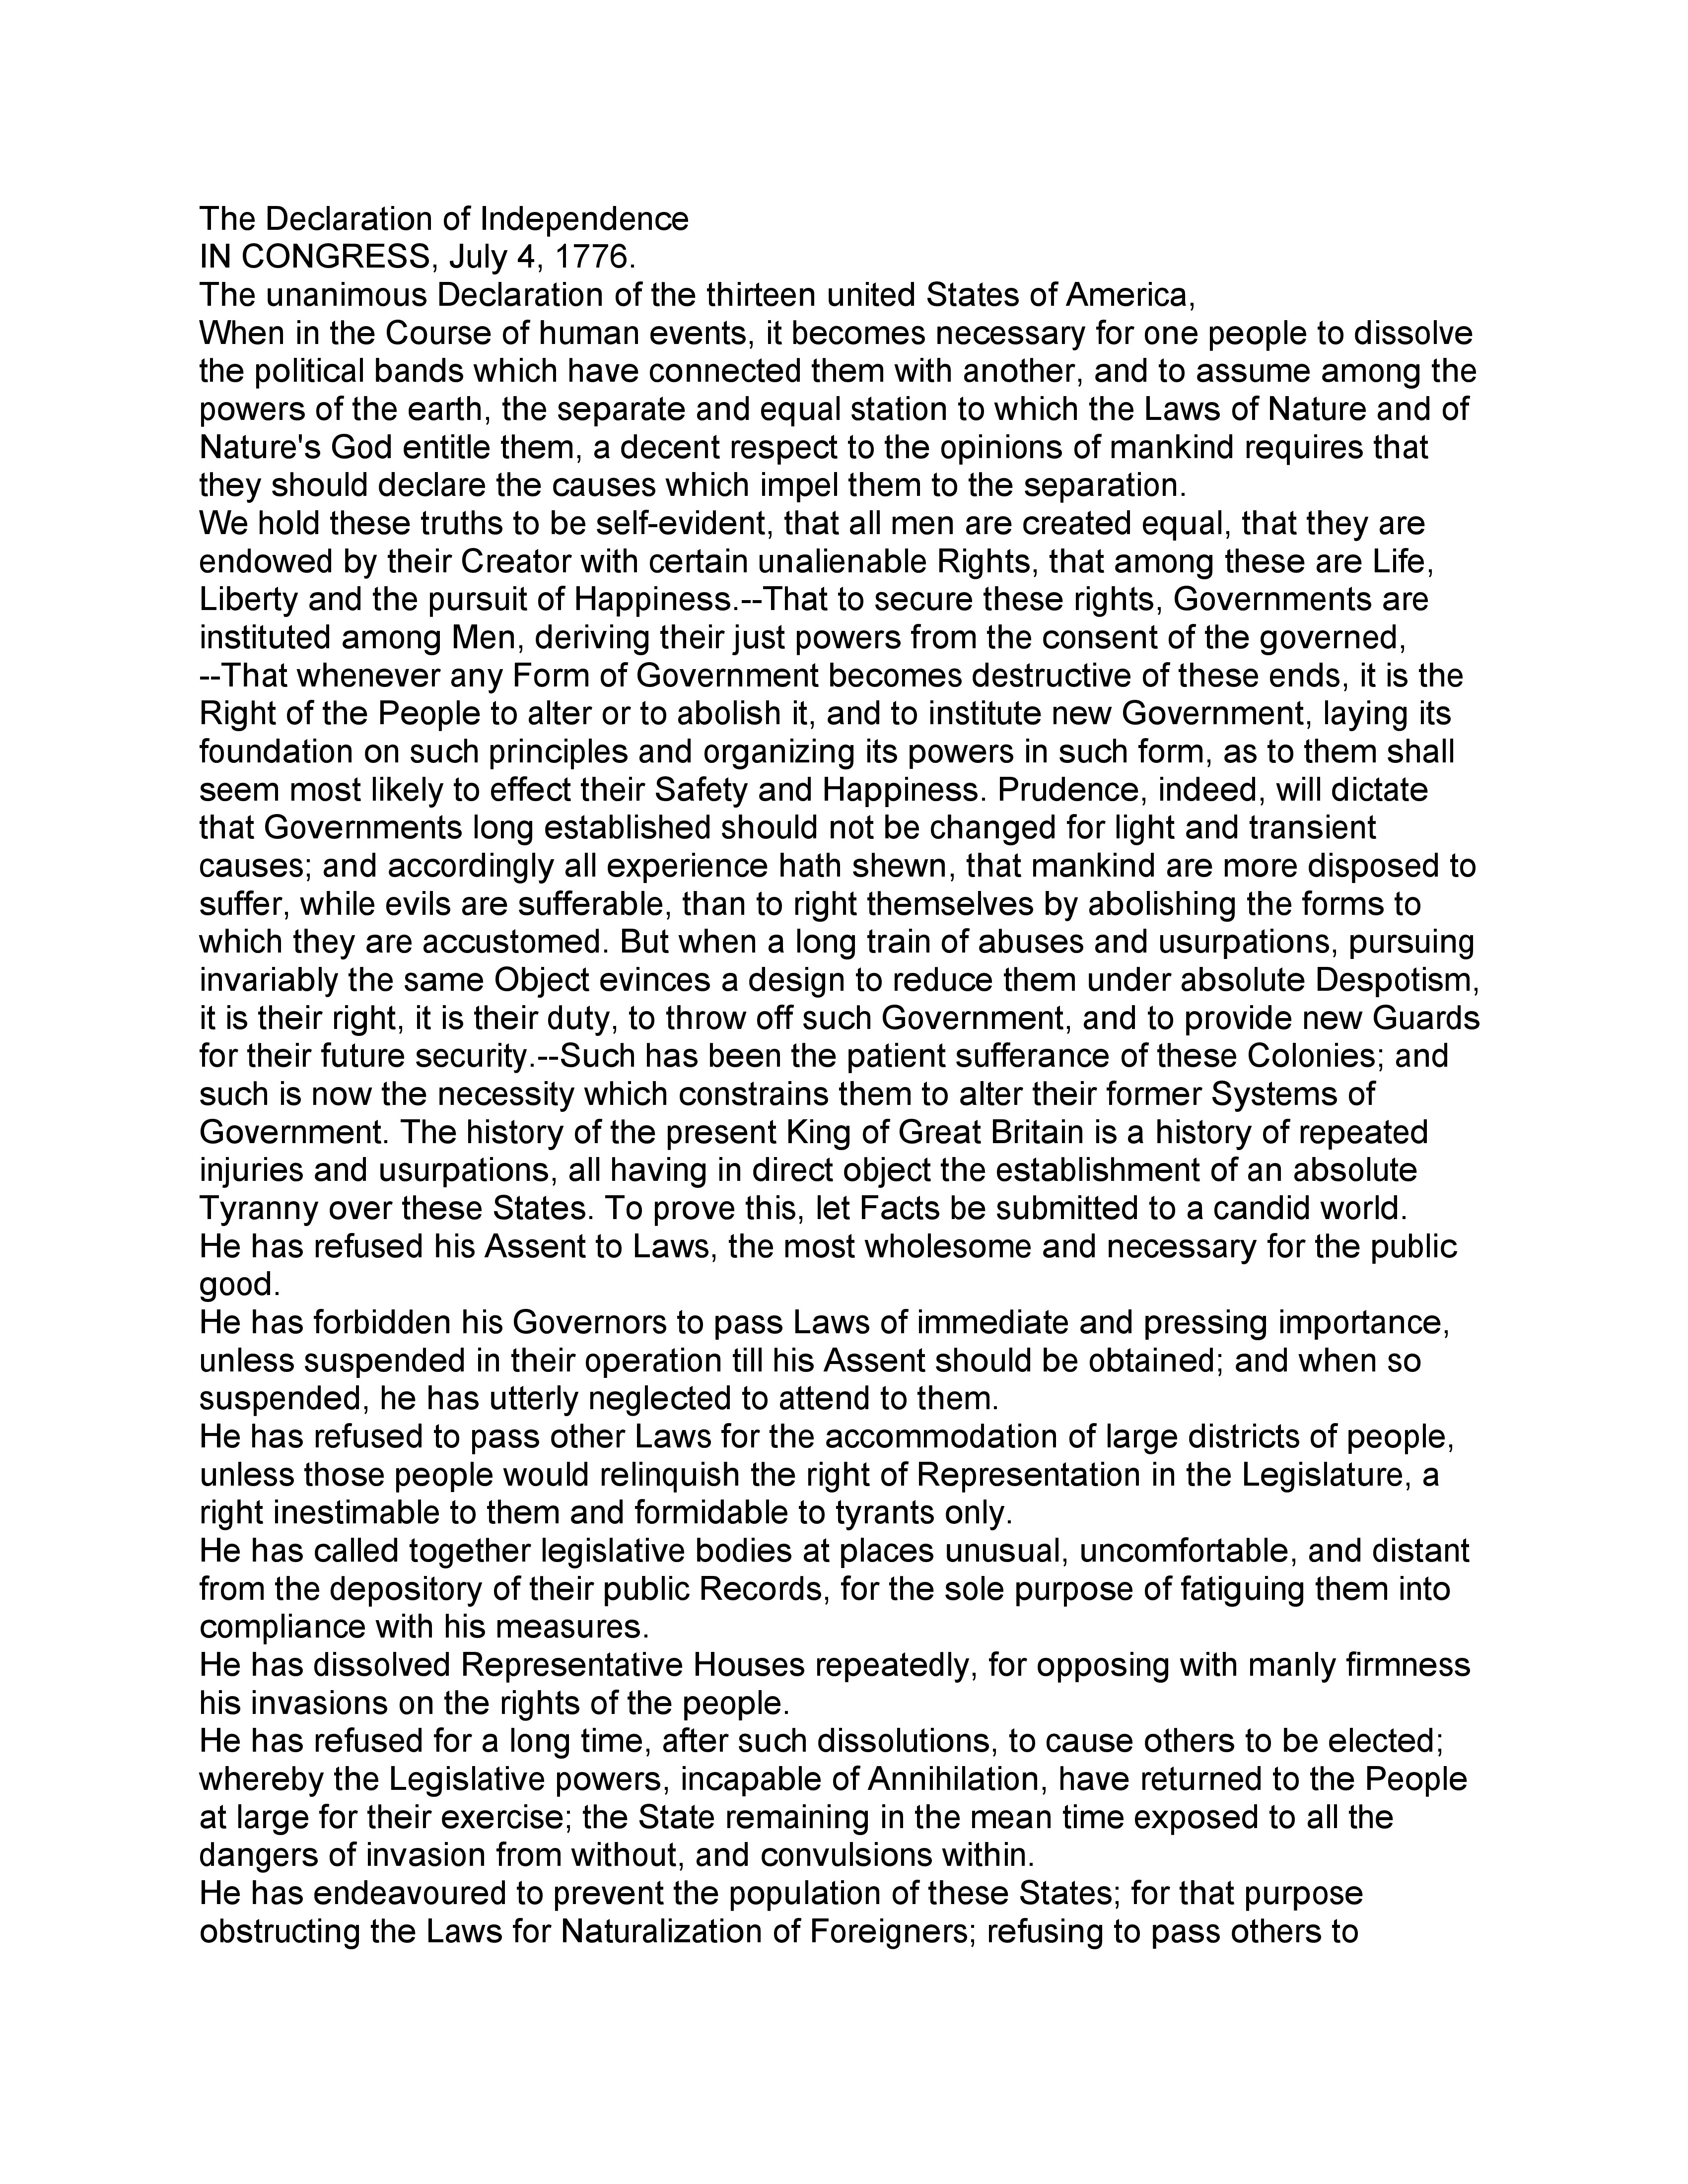 The Declaration of Independence
IN CONGRESS, July 4, 1776.
The unanimous Declaration of the thirteen united States of America,
When in the Course of human events, it becomes necessary for one people to dissolve
the political bands which have connected them with another, and to assume among the
powers of the earth, the separate and equal station to which the Laws of Nature and of
Nature's God entitle them, a decent respect to the opinions of mankind requires that
they should declare the causes which impel them to the separation.
We hold these truths to be self-evident, that all men are created equal, that they are
endowed by their Creator with certain unalienable Rights, that among these are Life,
Liberty and the pursuit of Happiness.--That to secure these rights, Governments are
instituted among Men, deriving their just powers from the consent of the governed,
--That whenever any Form of Government becomes destructive of these ends, it is the
Right of the People to alter or to abolish it, and to institute new Government, laying its
foundation on such principles and organizing its powers in such form, as to them shall
seem most likely to effect their Safety and Happiness. Prudence, indeed, will dictate
that Governments long established should not be changed for light and transient
causes; and accordingly all experience hath shewn, that mankind are more disposed to
suffer, while evils are sufferable, than to right themselves by abolishing the forms to
which they are accustomed. But when a long train of abuses and usurpations, pursuing
invariably the same Object evinces a design to reduce them under absolute Despotism,
it is their right, it is their duty, to throw off such Government, and to provide new Guards
for their future security.--Such has been the patient sufferance of these Colonies; and
such is now the necessity which constrains them to alter their former Systems of
Government. The history of the present King of Great Britain is a history of repeated
injuries and usurpations, all having in direct object the establishment of an absolute
Tyranny over these States. To prove this, let Facts be submitted to a candid world.
He has refused his Assent to Laws, the most wholesome and necessary for the public
good.
He has forbidden his Governors to pass Laws of immediate and pressing importance,
unless suspended in their operation till his Assent should be obtained; and when so
suspended, he has utterly neglected to attend to them.
He has refused to pass other Laws for the accommodation of large districts of people,
unless those people would relinquish the right of Representation in the Legislature, a
right inestimable to them and formidable to tyrants only.
He has called together legislative bodies at places unusual, uncomfortable, and distant
from the depository of their public Records, for the sole purpose of fatiguing them into
compliance with his measures.
He has dissolved Representative Houses repeatedly, for opposing with manly firmness
his invasions on the rights of the people.
He has refused for a long time, after such dissolutions, to cause others to be elected;
whereby the Legislative powers, incapable of Annihilation, have returned to the People
at large for their exercise; the State remaining in the mean time exposed to all the
dangers of invasion from without, and convulsions within.
He has endeavoured to prevent the population of these States; for that purpose
obstructing the Laws for Naturalization of Foreigners; refusing to pass others to